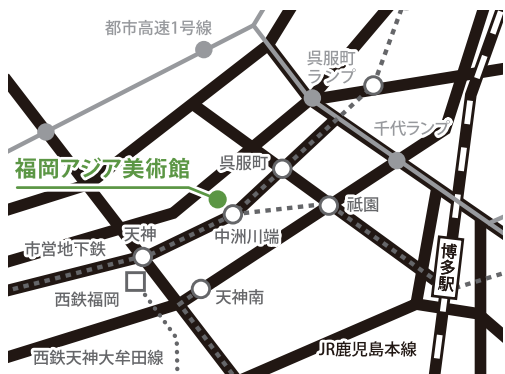 都市高速1号線
呉服町
ランプ
千代ランプ
福岡アジア美術館
呉服町
祇園
天神
中洲川端
市営地下鉄
博多駅
西鉄福岡
天神南
JR鹿児島本線
西鉄天神大牟田線